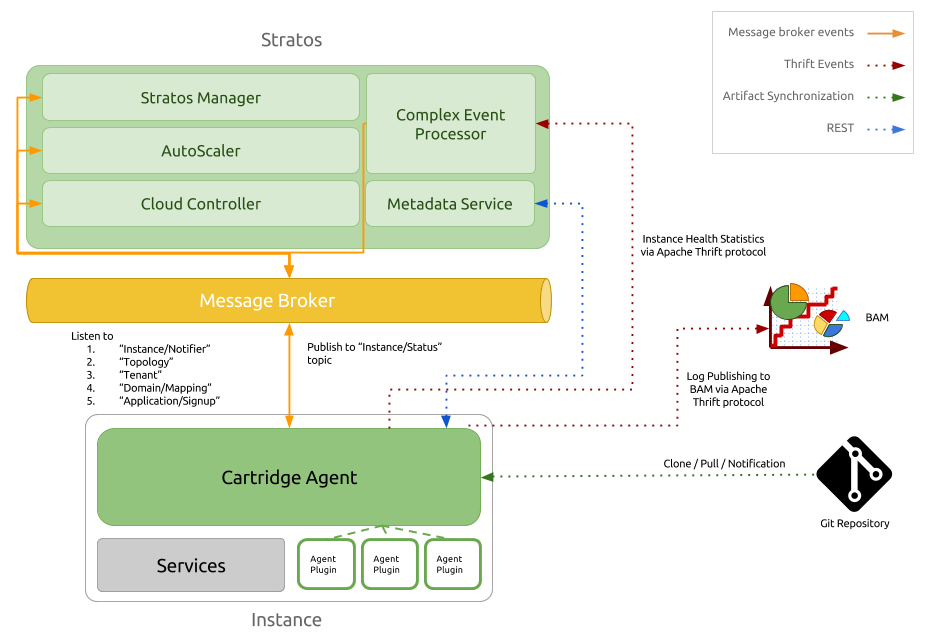 Stratos
Message broker events
Thrift Events
Artifact Synchronization
REST
Stratos Manager
AutoScaler
Cloud Controller
Complex Event
Processor
Metadata Service
Instance Health Statistics
via Apache Thrift protocol
Message Broker
BAM
Listen to
1. “Instance/Notifier”
2. “Topology”
3. “Tenant”
4. “Domain/Mapping”
5. “Application/Signup”
Publish to “Instance/Status”
topic
Log Publishing to
BAM via Apache
Thrift protocol
Cartridge Agent
Clone / Pull / Notification
Git Repository
Services
Agent
Plugin
Agent
Plugin
Agent
Plugin
Instance